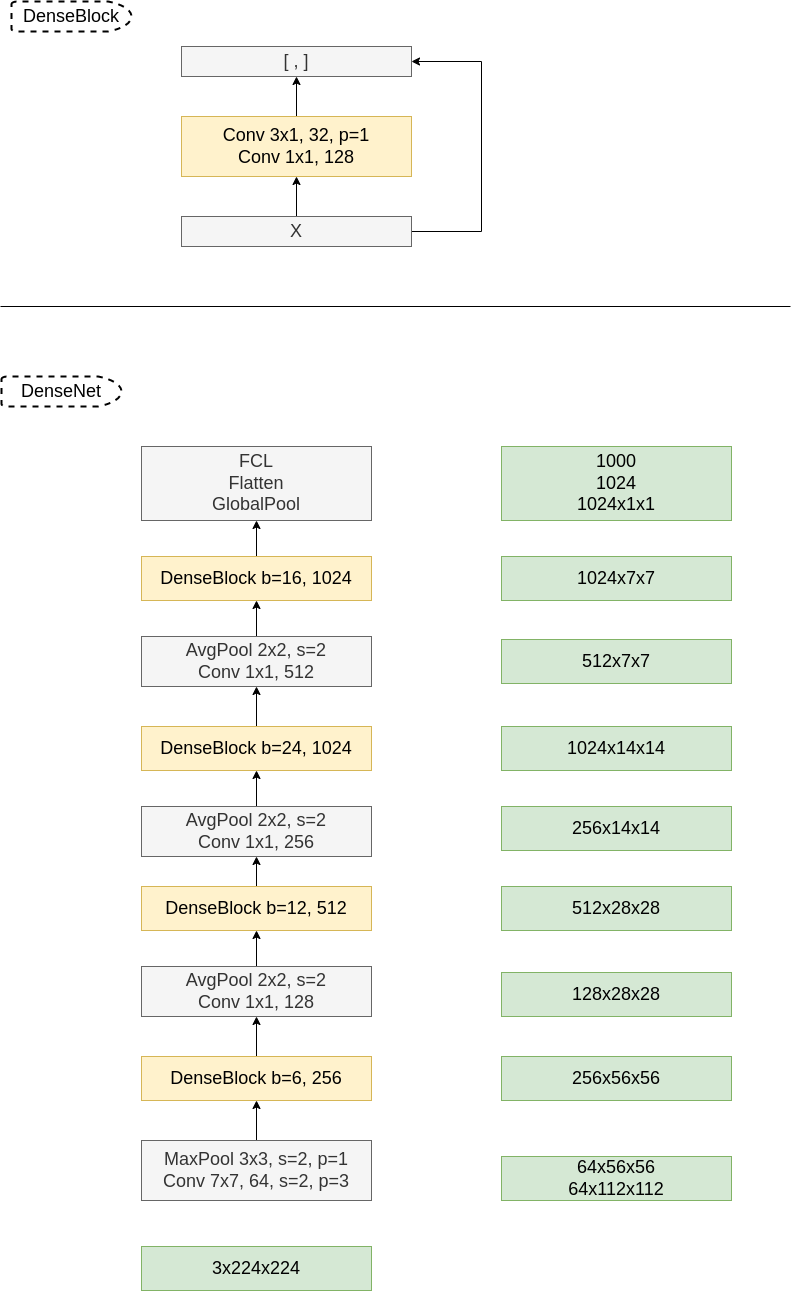 DenseBlock
[ , ]
Conv 3x1, 32, p=1
Conv 1x1, 128
X
DenseNet
FCL
Flatten
GlobalPool
1000
1024
1024x1x1
DenseBlock b=16, 1024
1024x7x7
AvgPool 2x2, s=2
Conv 1x1, 512
512x7x7
DenseBlock b=24, 1024
1024x14x14
AvgPool 2x2, s=2
Conv 1x1, 256
256x14x14
DenseBlock b=12, 512
512x28x28
AvgPool 2x2, s=2
Conv 1x1, 128
128x28x28
DenseBlock b=6, 256
256x56x56
MaxPool 3x3, s=2, p=1
Conv 7x7, 64, s=2, p=3
64x56x56
64x112x112
3x224x224